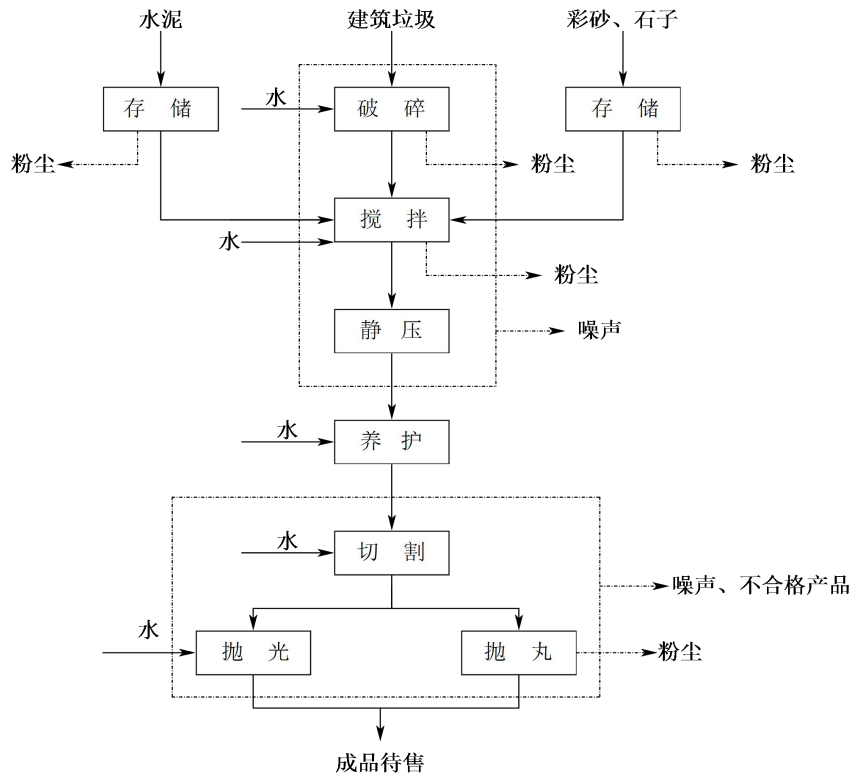 水泥
建筑垃圾
彩砂、石子
存储
水
破碎
存储
粉尘
粉尘
粉尘
搅拌
水
粉尘
静压
噪声
水
养护
水
切割
噪声、不合格产品
水
抛光
抛丸
粉尘
成品待售